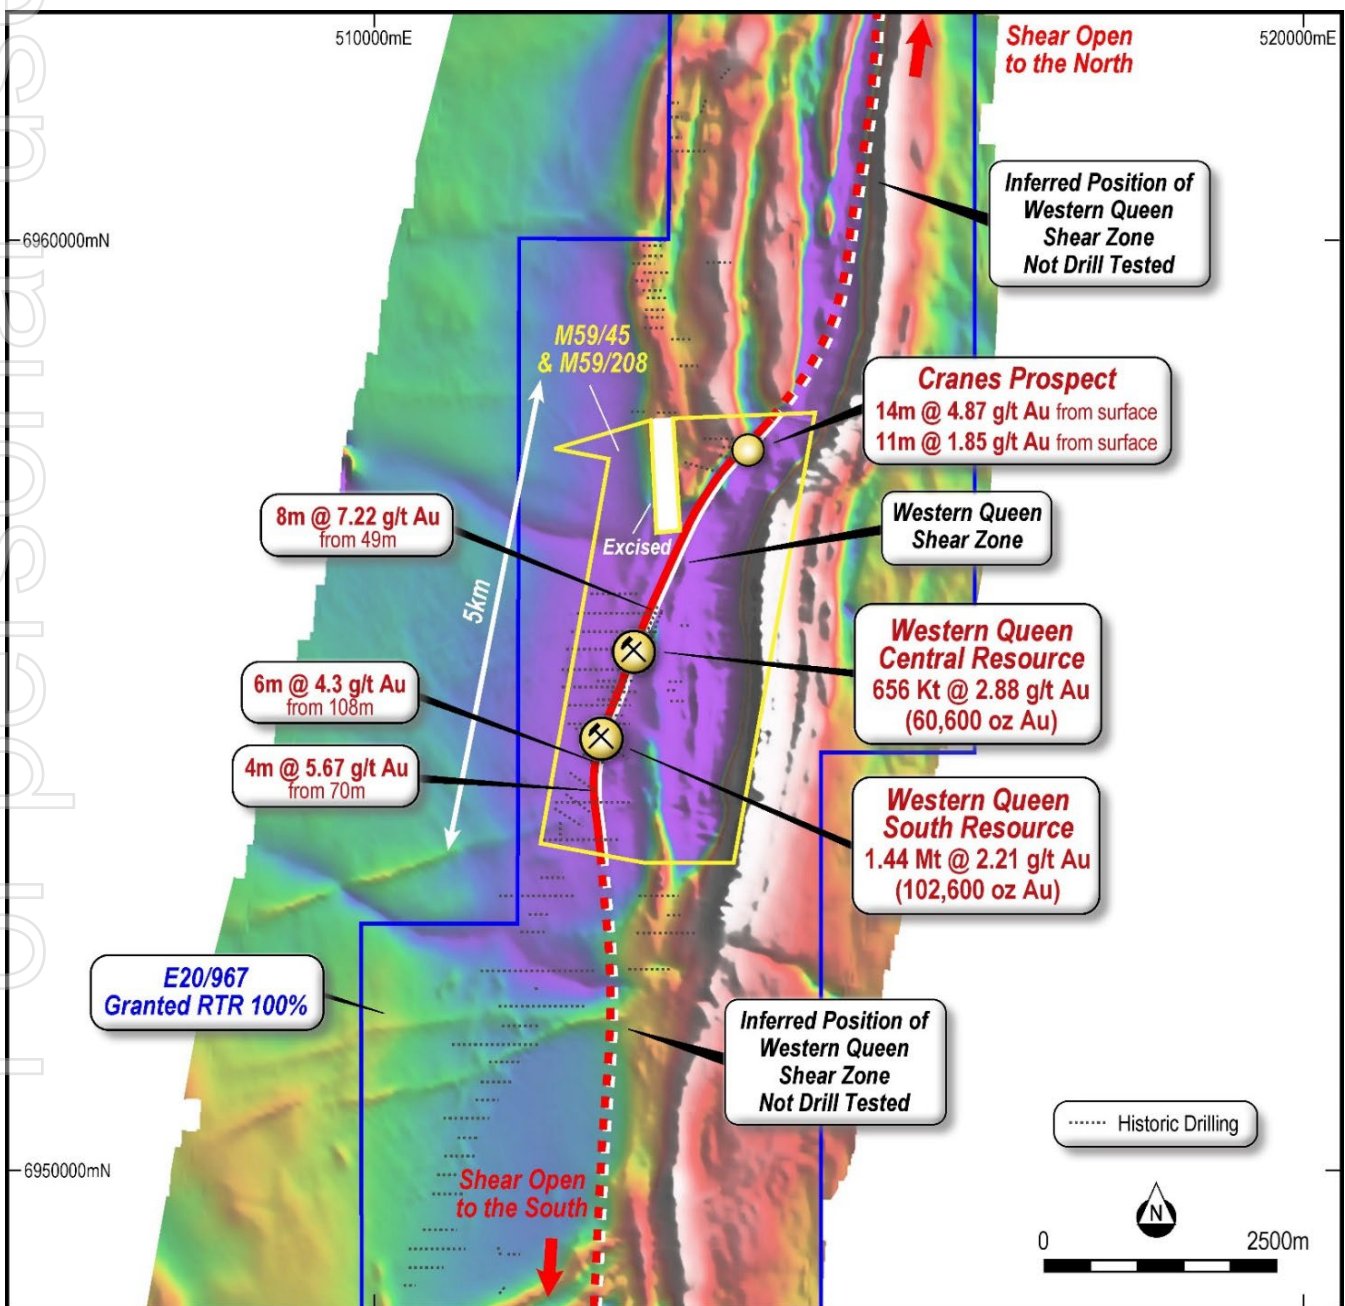 510000mE
520000mE
Shear Open
to the North
Inferred Position of
Western Queen
Shear Zone
Not Drill Tested
6960000mN
M59/45
& M59/208
Cranes Prospect
14m @ 4.87 g/t Au from surface
11m @ 1.85 g/t Au from surface
8m @ 7.22 g/t Au
from 49m
Western Queen
Shear Zone
Excised
5km
Western Queen
Central Resource
656 Kt @ 2.88 g/t Au
(60,600 oz Au)
6m @ 4.3 g/t Au
from 108m
4m @ 5.67 g/t Au
from 70m
Western Queen
South Resource
1.44 Mt @ 2.21 g/t Au
(102,600 oz Au)
E20/967
Granted RTR 100%
Inferred Position of
Western Queen
Shear Zone
Not Drill Tested
Historic Drilling
6950000mN
Shear Open
to the South
N
0 2500m
personal